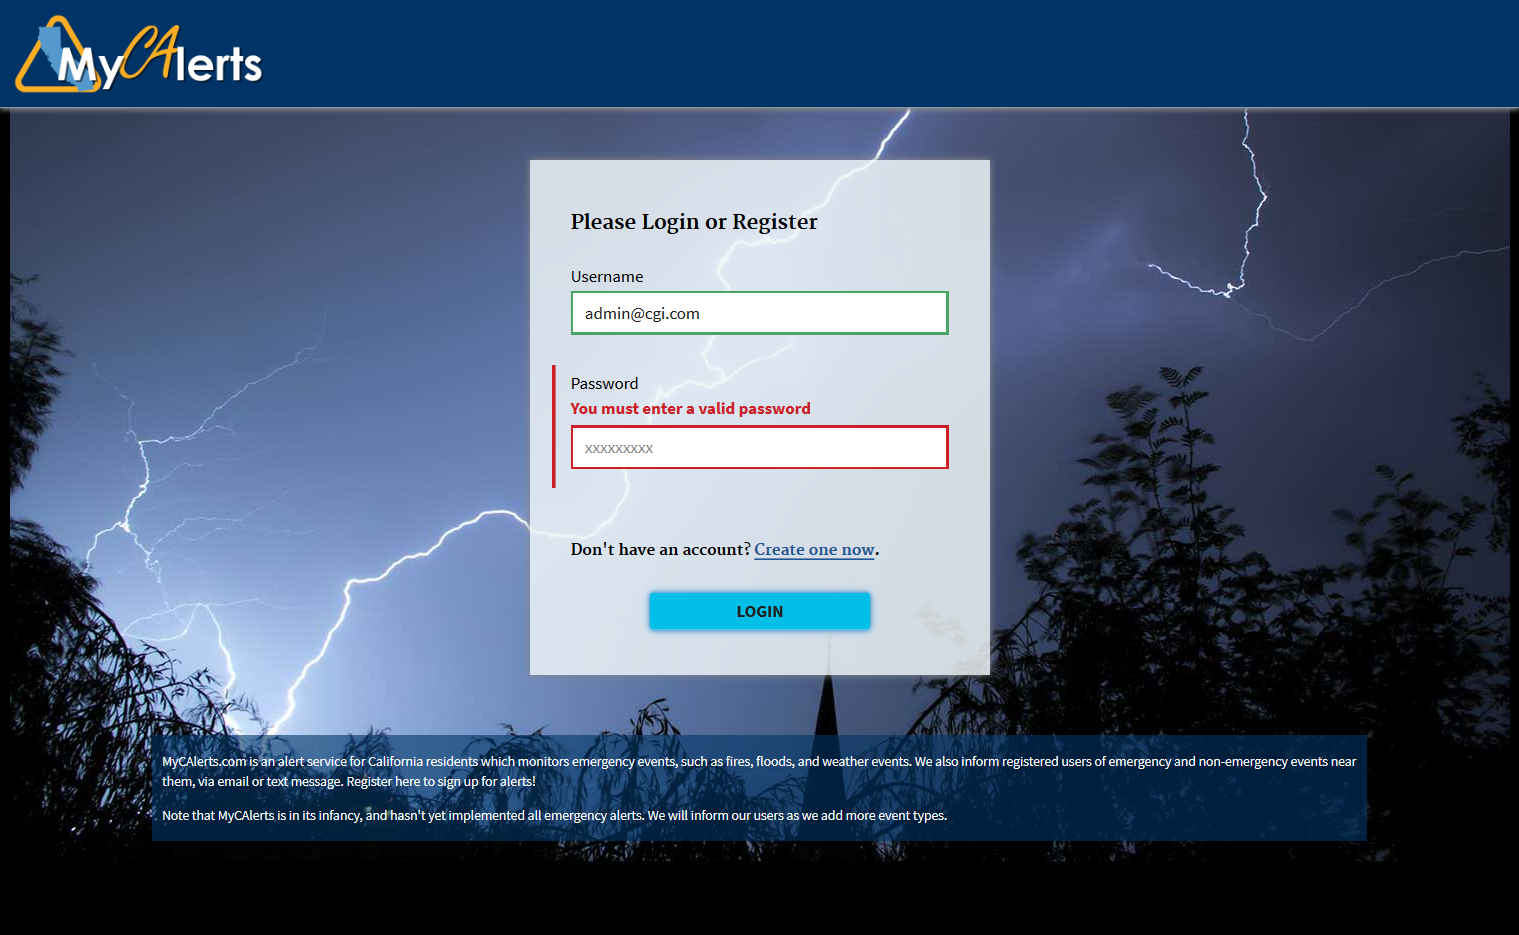 MyCAlerts
Please Login or Register
Username
admin@cgi.com
Password
You must enter a valid password
xxxxxxxxx
Don't have an account? Create one now.
LOGIN
MyCAlerts.com is an alert service for California residents which monitors emergency events, such as fires, floods, and weather events. We also inform registered users of emergency and non-emergency events near
them, via email or text message. Register here to sign up for alerts!
Note that MyCAlerts is in its infancy, and hasn't yet implemented all emergency alerts. We will inform our users as we add more event types.